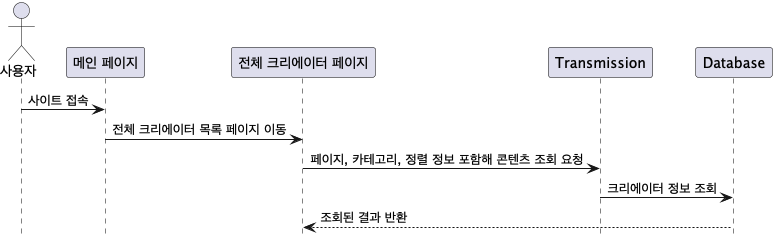 사용자
메인 페이지
전체 크리에이터 페이지
Transmission
Database
사이트 접속
전체 크리에이터 목록 페이지 이동
페이지, 카테고리, 정렬 정보 포함해 콘텐츠 조회 요청
크리에이터 정보 조회
조회된 결과 반환